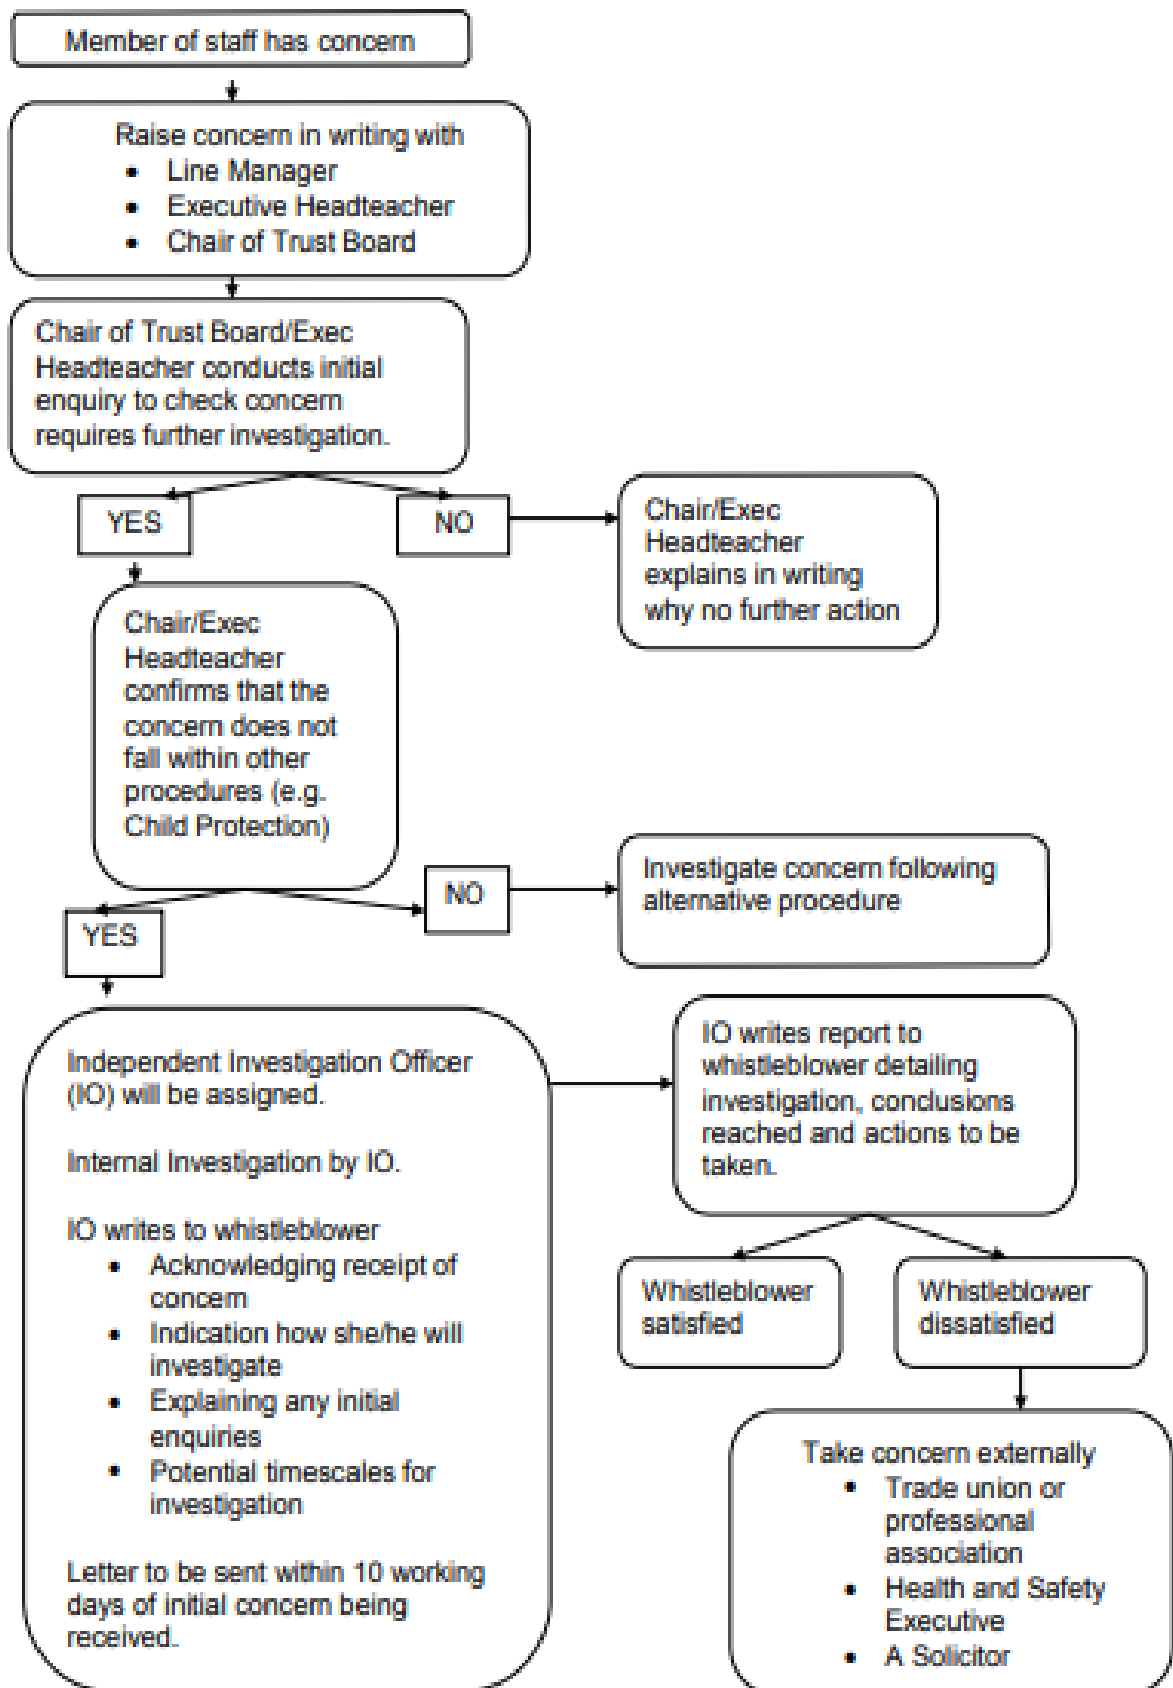 Member of staff has concern
Raise concern in writing with
• Line Manager
• Executive Headteacher
• Chair of Trust Board
Chair of Trust Board/Exec
Headteacher conducts initial
enquiry to check concern
requires further investigation.
YES
NO
Chair/Exec
Headteacher
explains in writing
why no further action
Chair/Exec
Headteacher
confirms that the
concern does not
fall within other
procedures (e.g.
Child Protection)
YES
NO
Investigate concern following
alternative procedure
Independent Investigation Officer
(IO) will be assigned.
Internal Investigation by IO.
IO writes to whistleblower
• Acknowledging receipt of
concern
• Indication how she/he will
investigate
• Explaining any initial
enquiries
• Potential timescales for
investigation
Letter to be sent within 10 working
days of initial concern being
received.
IO writes report to
whistleblower detailing
investigation, conclusions
reached and actions to be
taken.
Whistleblower
satisfied
Whistleblower
dissatisfied
Take concern externally
• Trade union or
professional
association
• Health and Safety
Executive
• A Solicitor